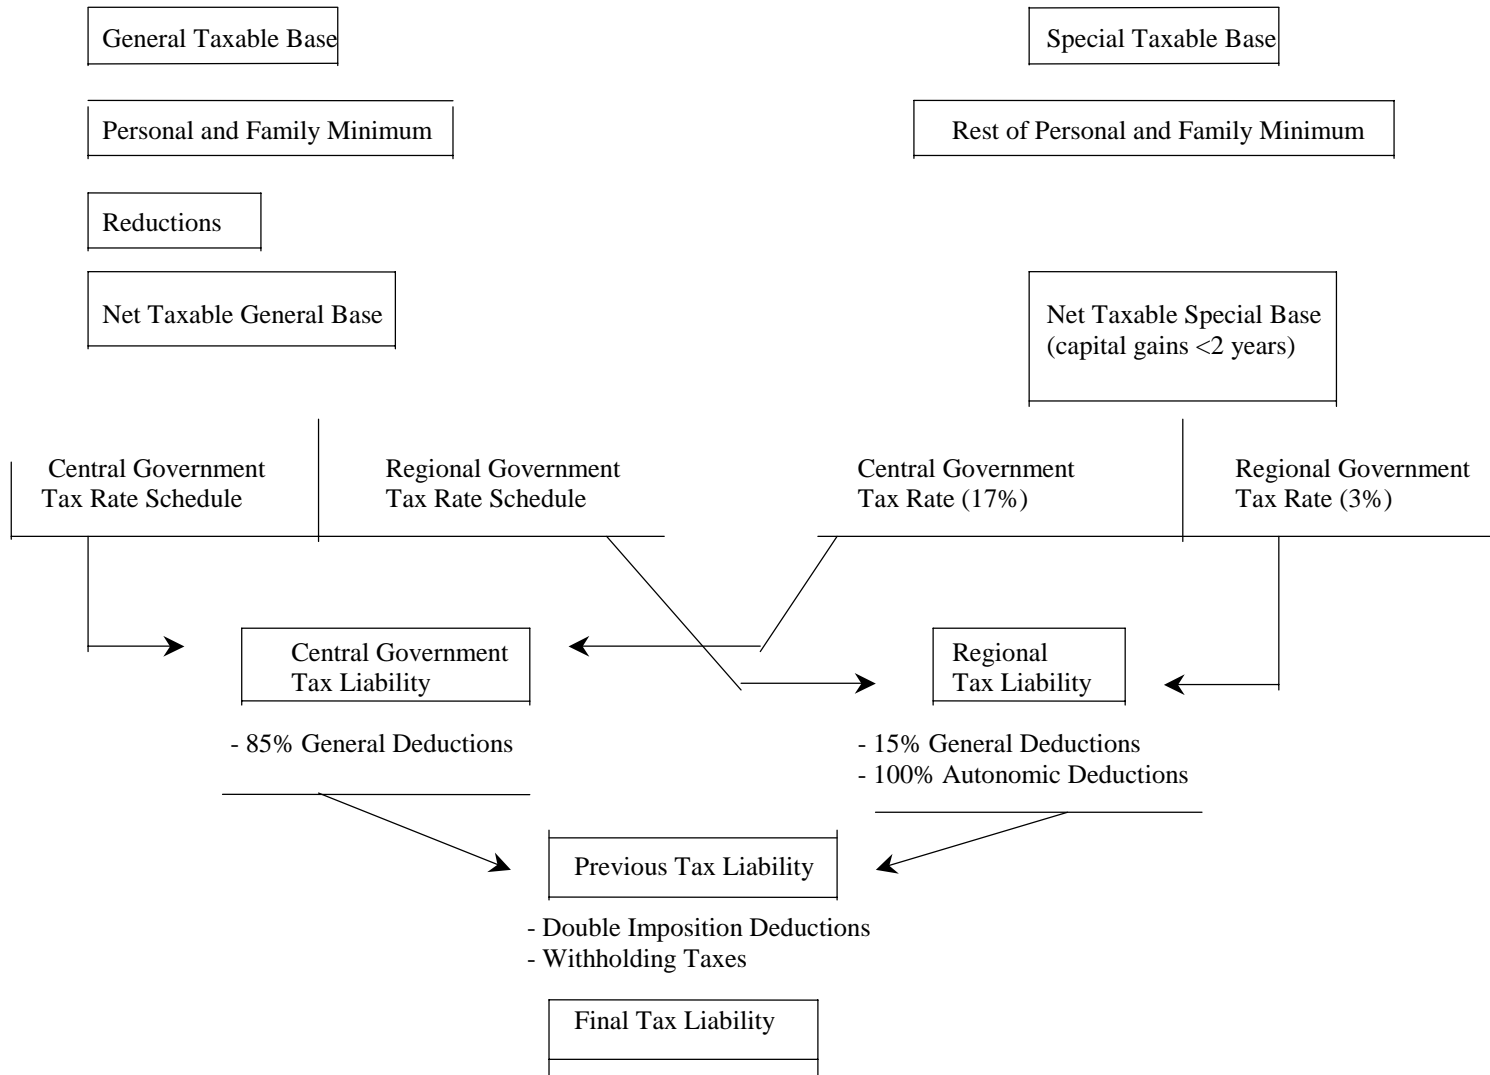 General Taxable Base
Special Taxable Base
Personal and Family Minimum
Rest of Personal and Family Minimum
Reductions
Net Taxable General Base
Net Taxable Special Base
(capital gains <2 years)
Central Government
Tax Rate Schedule
Regional Government
Tax Rate Schedule
Central Government
Tax Rate (17%)
Regional Government
Tax Rate (3%)
Central Government
Tax Liability
Regional
Tax Liability
- 85% General Deductions
- 15% General Deductions
- 100% Autonomic Deductions
Previous Tax Liability
- Double Imposition Deductions
- Withholding Taxes
Final Tax Liability